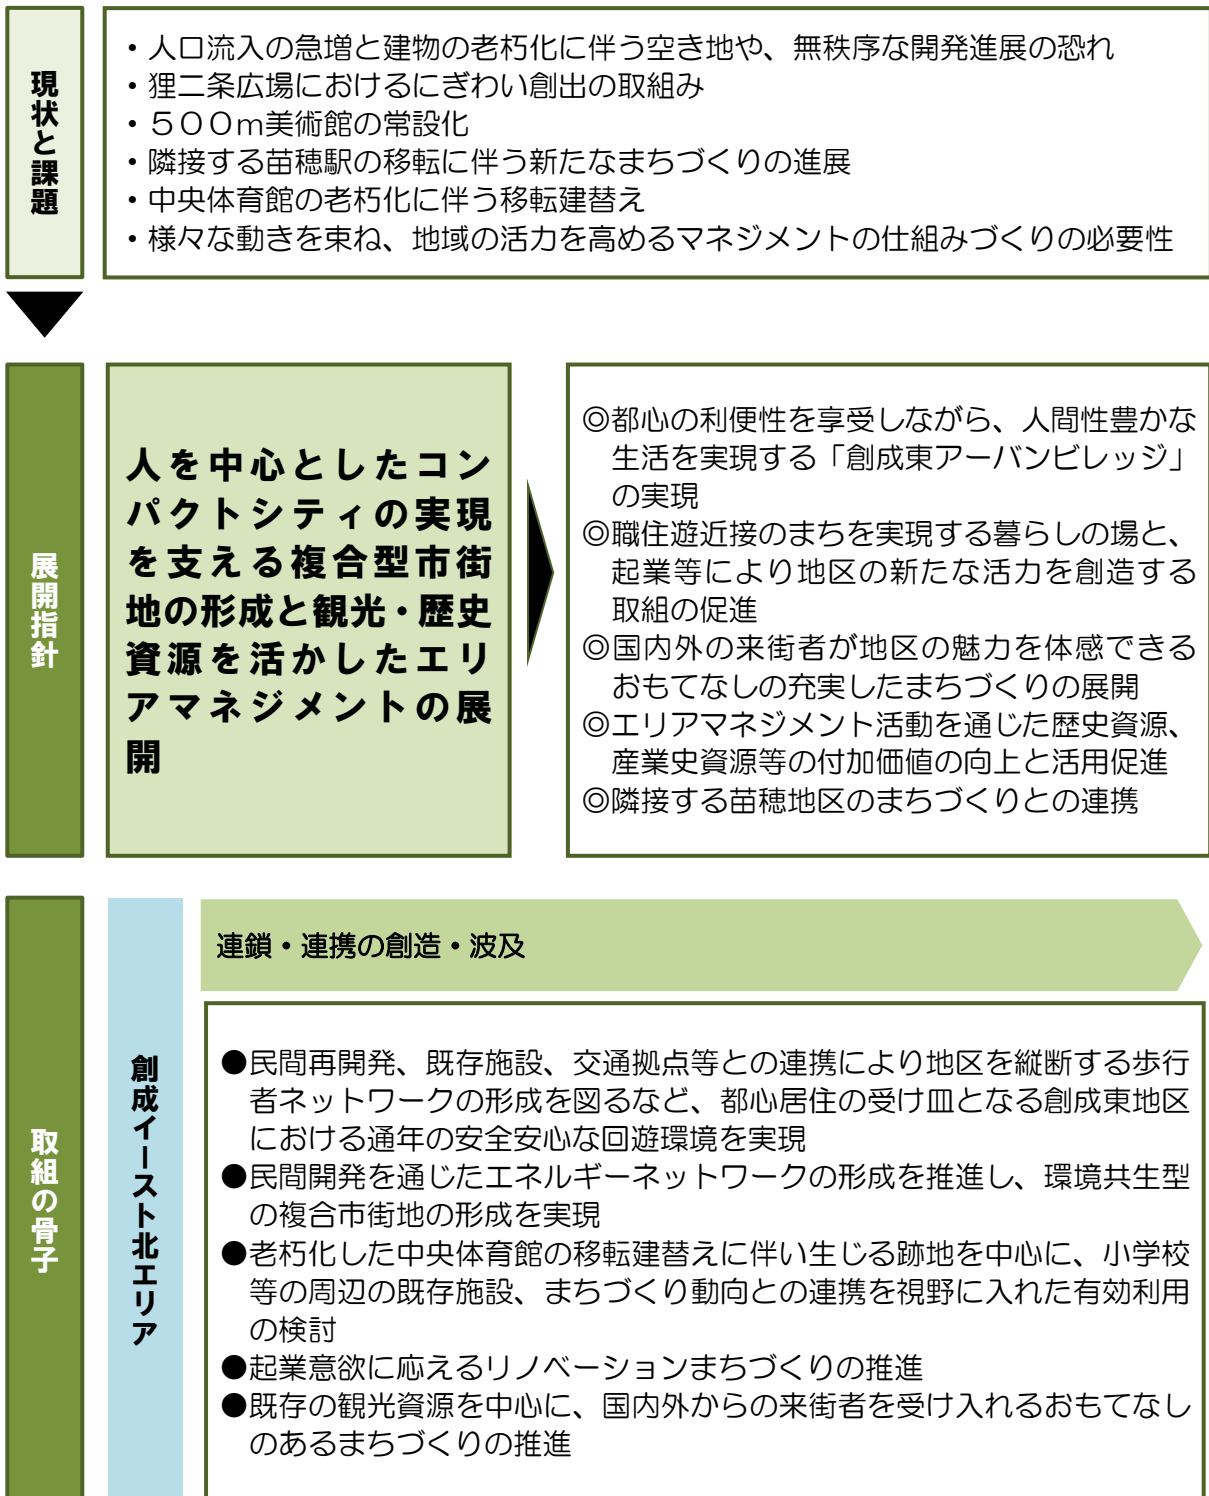 現状と課題
・人口流入の急増と建物の老朽化に伴う空き地や、無秩序な開発進展の恐れ
・狸二条広場におけるにぎわい創出の取組み
・５００ｍ美術館の常設化
・隣接する苗穂駅の移転に伴う新たなまちづくりの進展
・中央体育館の老朽化に伴う移転建替え
・様々な動きを束ね、地域の活力を高めるマネジメントの仕組みづくりの必要性
展開指針
人を中心としたコン
パクトシティの実現
を支える複合型市街
地の形成と観光・歴史
資源を活かしたエリ
アマネジメントの展
開
◎都心の利便性を享受しながら、人間性豊かな
生活を実現する「創成東アーバンビレッジ」
の実現
◎職住遊近接のまちを実現する暮らしの場と、
起業等により地区の新たな活力を創造する
取組の促進
◎国内外の来街者が地区の魅力を体感できる
おもてなしの充実したまちづくりの展開
◎エリアマネジメント活動を通じた歴史資源、
産業史資源等の付加価値の向上と活用促進
◎隣接する苗穂地区のまちづくりとの連携
取組の骨子
創成イースト北エリア
連鎖・連携の創造・波及
●民間再開発、既存施設、交通拠点等との連携により地区を縦断する歩行
者ネットワークの形成を図るなど、都心居住の受け皿となる創成東地区
における通年の安全安心な回遊環境を実現
●民間開発を通じたエネルギーネットワークの形成を推進し、環境共生型
の複合市街地の形成を実現
●老朽化した中央体育館の移転建替えに伴い生じる跡地を中心に、小学校
等の周辺の既存施設、まちづくり動向との連携を視野に入れた有効利用
の検討
●起業意欲に応えるリノベーションまちづくりの推進
●既存の観光資源を中心に、国内外からの来街者を受け入れるおもてなし
のあるまちづくりの推進